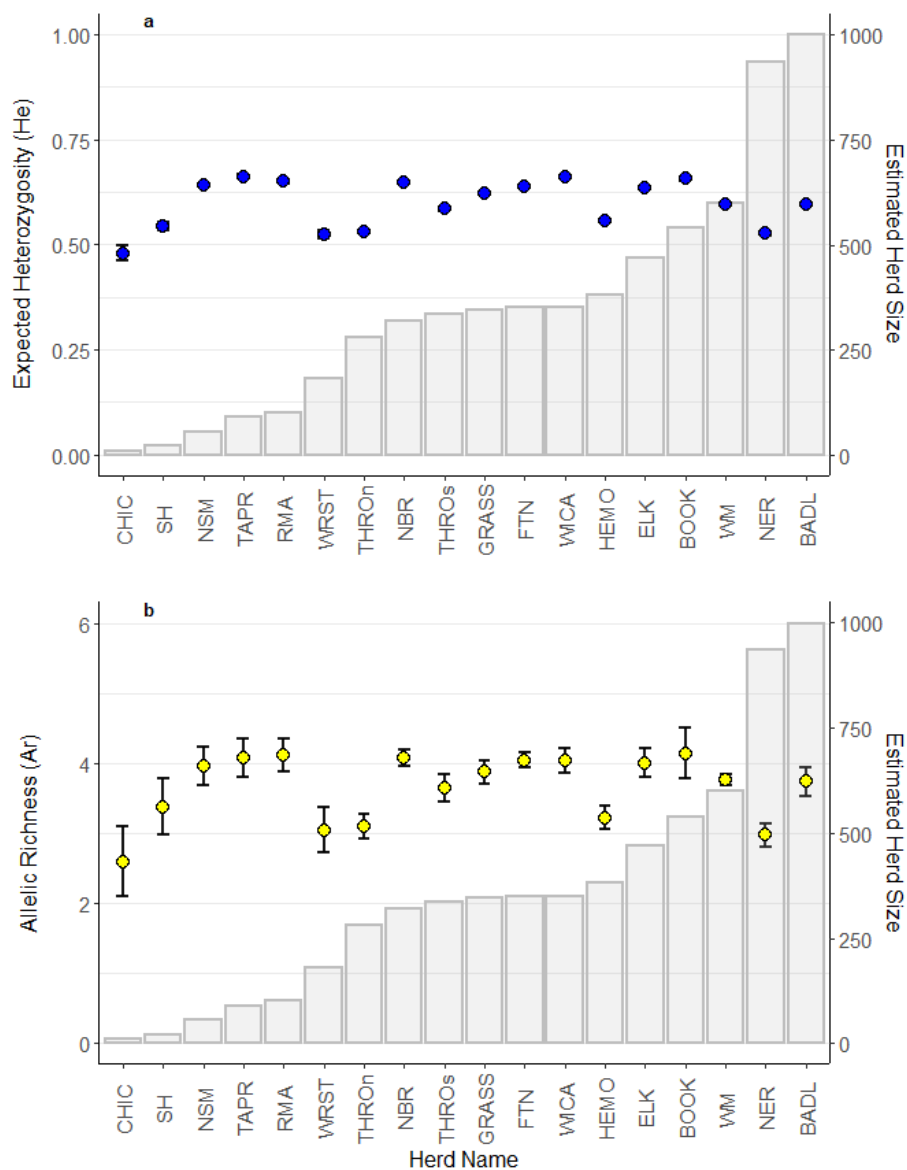 a
1.00
0.75
0.50
0.25
0.00
Expected Heterozygosity (He)
1000
750
500
250
0
Estimated
Herd Size
CHIC
SH
NSM
TAPR
RMA
WRST
THROn
NBR
THROs
GRASS
FTN
WICA
HEMO
ELK
BOOK
WM
NER
BADL
b
6
4
2
0
Allelic Richness (Ar)
1000
750
500
250
0
Estimated Herd Size
CHIC
SH
NSM
TAPR
RMA
WRST
THROn
NBR
THROs
GRASS
FTN
WICA
HEMO
ELK
BOOK
WM
NER
BADL
Herd Name